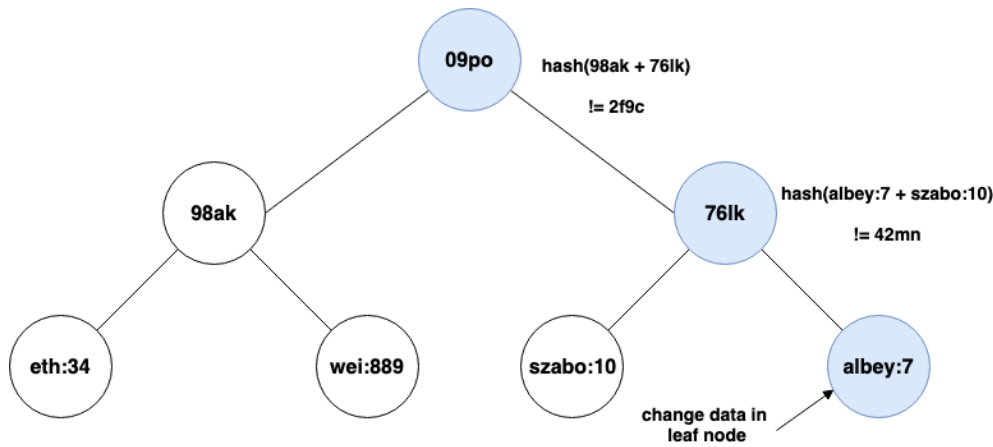 09po
hash(98ak + 76lk)
!= 2f9c
98ak
76lk
hash(albey:7 + szabo:10)
!= 42mn
eth:34
wei:889
szabo:10
albey:7
change data in
leaf node